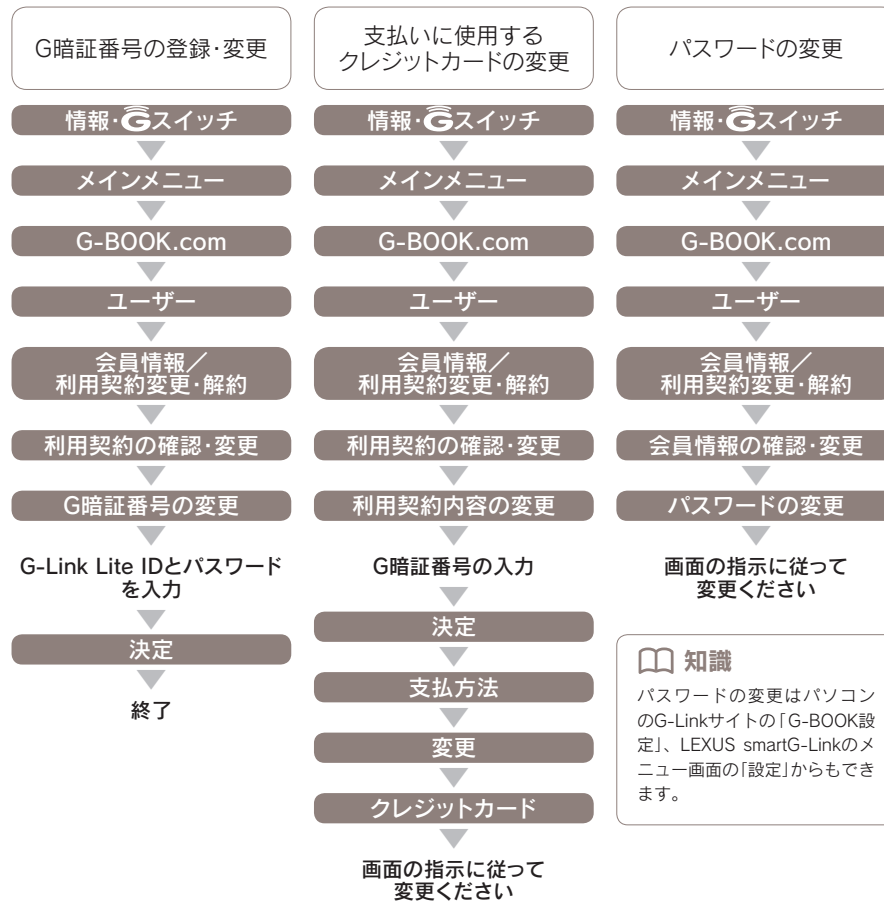 G暗証番号の登録・変更
情報・Gスイッチ
メインメニュー
G-BOOK.com
ユーザー
会員情報／
利用契約変更・解約
利用契約の確認・変更
G暗証番号の変更
G-Link Lite IDとパスワード
を入力
決定
終了
支払いに使用する
クレジットカードの変更
情報・Gスイッチ
メインメニュー
G-BOOK.com
ユーザー
会員情報／
利用契約変更・解約
利用契約の確認・変更
利用契約内容の変更
G暗証番号の入力
決定
支払方法
変更
クレジットカード
画面の指示に従って
変更ください
パスワードの変更
情報・Gスイッチ
メインメニュー
G-BOOK.com
ユーザー
会員情報／
利用契約変更・解約
会員情報の確認・変更
パスワードの変更
画面の指示に従って
変更ください
知識
パスワードの変更はパソコン
のG-Linkサイトの「G-BOOK設
定」、LEXUS smartG-Linkのメ
ニュー画面の「設定」からもでき
ます。